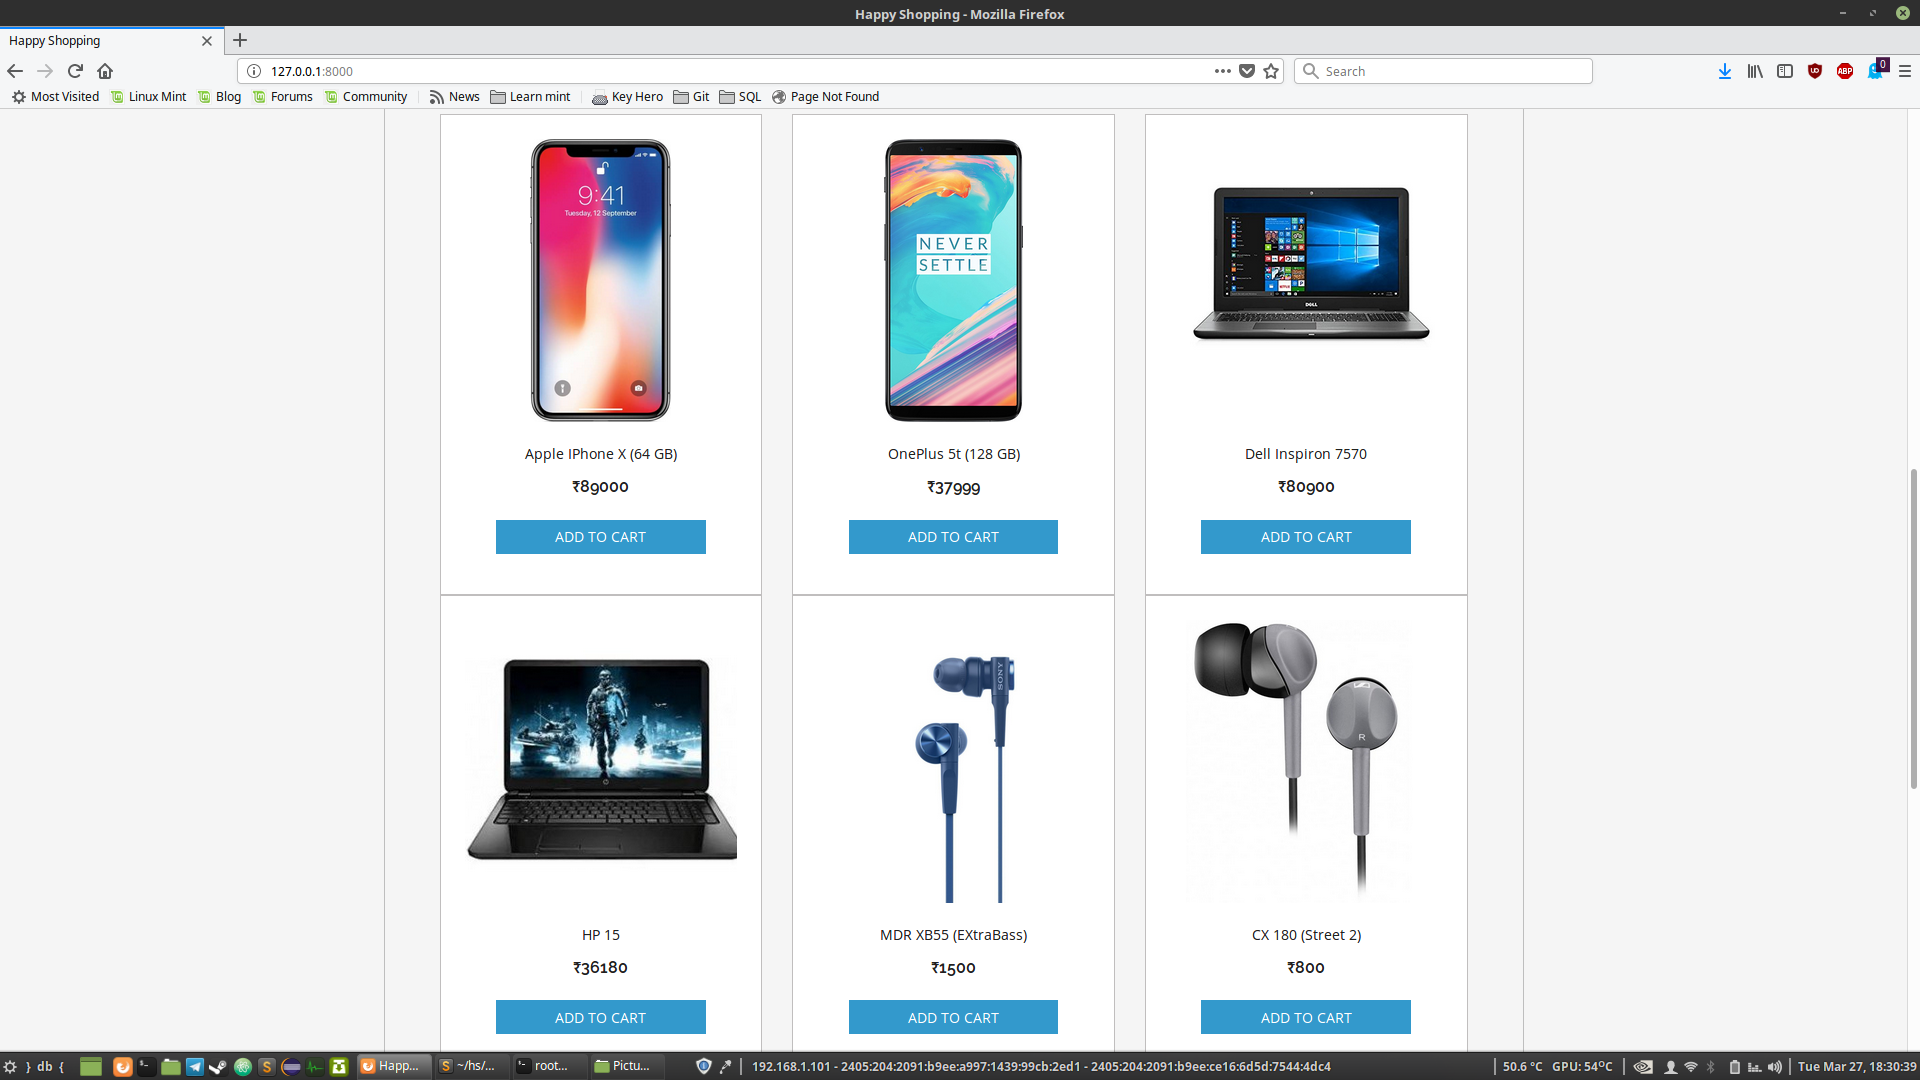 Happy Shopping - Mozilla Firefox
Happy Shopping
127.0.0.1:8000
Search
0
Most Visited Linux Mint Blog Forums Community News Learn mint Key Hero Git SQL Page Not Found
9:41
Tuesday, 12 September
NEVER
SETTLE
DELL
Apple IPhone X (64 GB)
OnePlus 5t (128 GB)
Dell Inspiron 7570
₹89000
₹37999
₹80900
ADD TO CART
ADD TO CART
ADD TO CART
SONY
R
HP 15
MDR XB55 (EXtraBass)
CX 180 (Street 2)
₹36180
₹1500
₹800
ADD TO CART
ADD TO CART
ADD TO CART
} db { Happ... ~/hs/... root... Pictu... 192.168.1.101 - 2405:204:2091:b9ee:a997:1439:99cb:2ed1 - 2405:204:2091:b9ee:ce16:6d5d:7544:4dc4 50.6 °C GPU: 54°C Tue Mar 27, 18:30:39